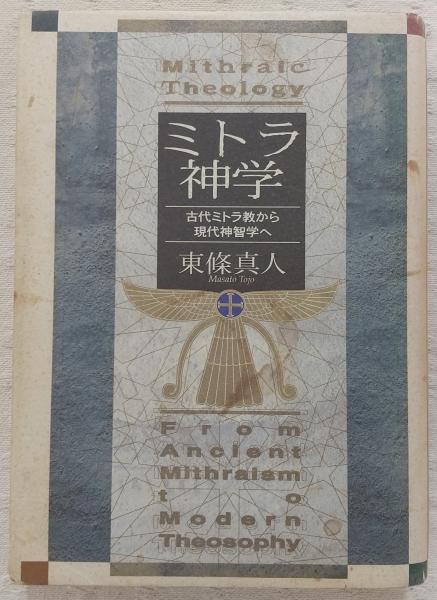 Mithraic
Theology
ミトラ
神学
古代ミトラ教から
現代神智学へ
東條真人
Masato Tojo
From
Ancient
Mithraism
to
Modern
Theosophy